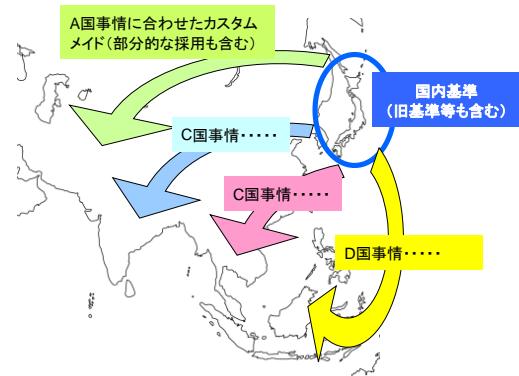 A国事情に合わせたカスタム
メイド（部分的な採用も含む）
国内基準
（旧基準等も含む）
C国事情・・・・・
C国事情・・・・・
D国事情・・・・・